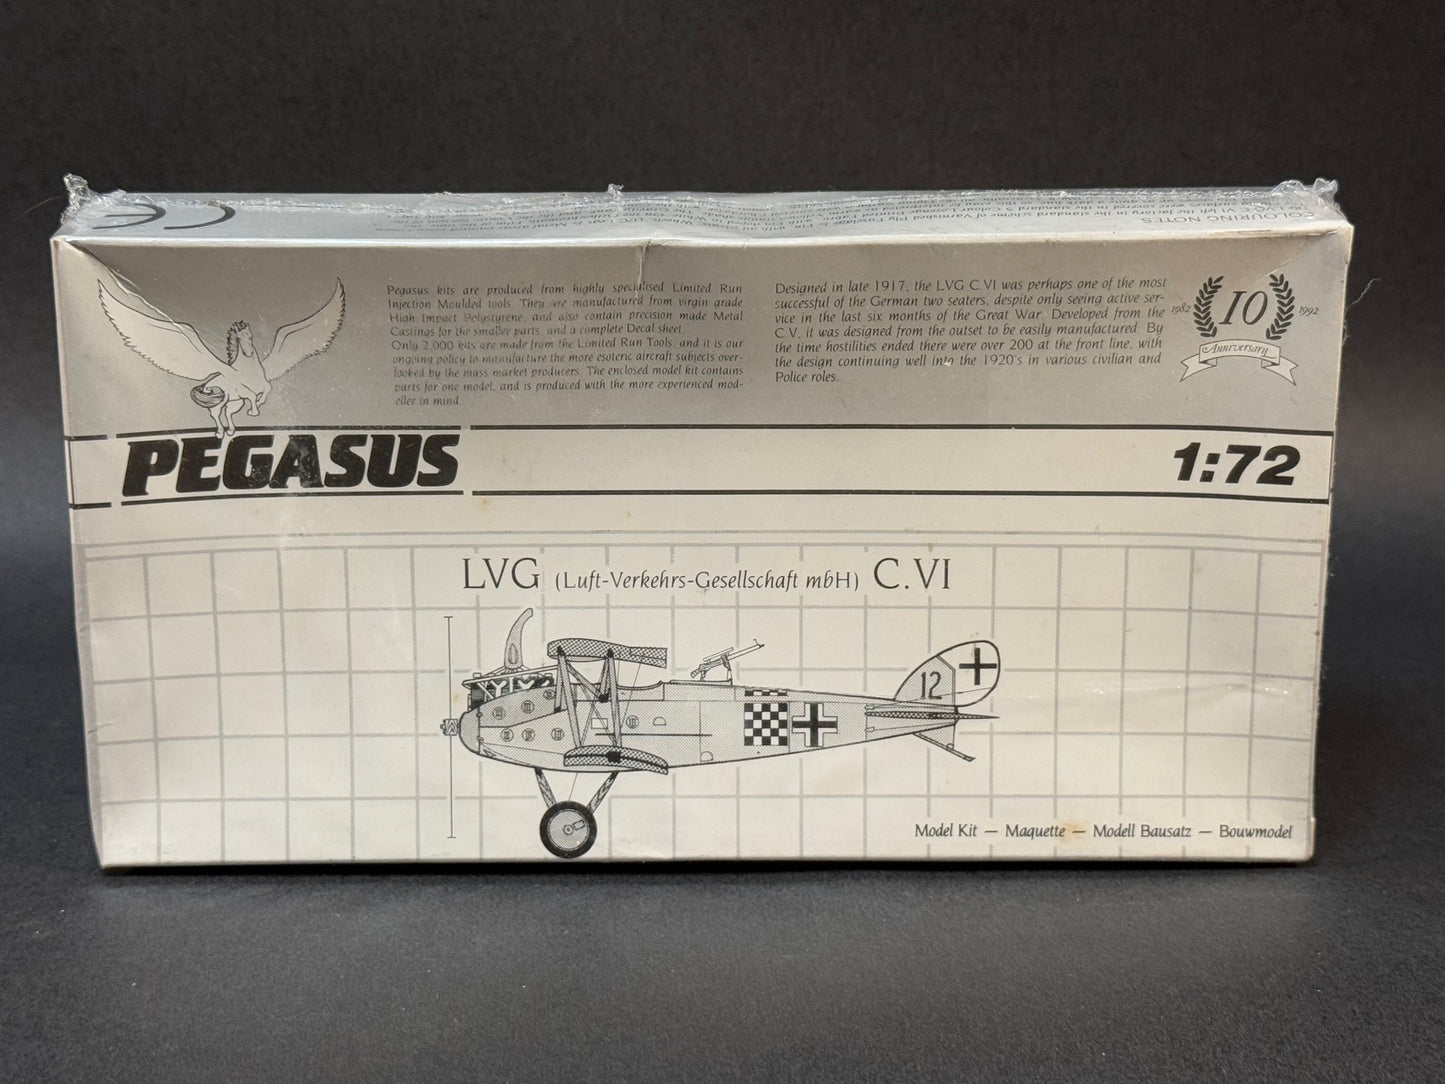 CE
COLOURING NOTES
Pegasus kits are produced from highly specialised Limited Run
Injection Moulded tools. They are manufactured from virgin grade
High Impact Polystyrene, and also contain precision made Metal
Castings for the smaller parts, and a complete Decal sheet.
Only 2,000 kits are made from the Limited Run Tools, and it is our
ongoing policy to manufacture the more esoteric aircraft subjects over-
looked by the mass market producers. The enclosed model kit contains
parts for one model, and is produced with the more experienced mod-
eller in mind.
Designed in late 1917, the LVG C.VI was perhaps one of the most
successful of the German two seaters, despite only seeing active ser-
vice in the last six months of the Great War. Developed from the
C.V, it was designed from the outset to be easily manufactured. By
the time hostilities ended there were over 200 at the front line, with
the design continuing well into the 1920's in various civilian and
Police roles.
1982 10 1992
Anniversary
PEGASUS
1:72
LVG (Luft-Verkehrs-Gesellschaft mbH) C.VI
12
Model Kit — Maquette — Modell Bausatz — Bouwmodel